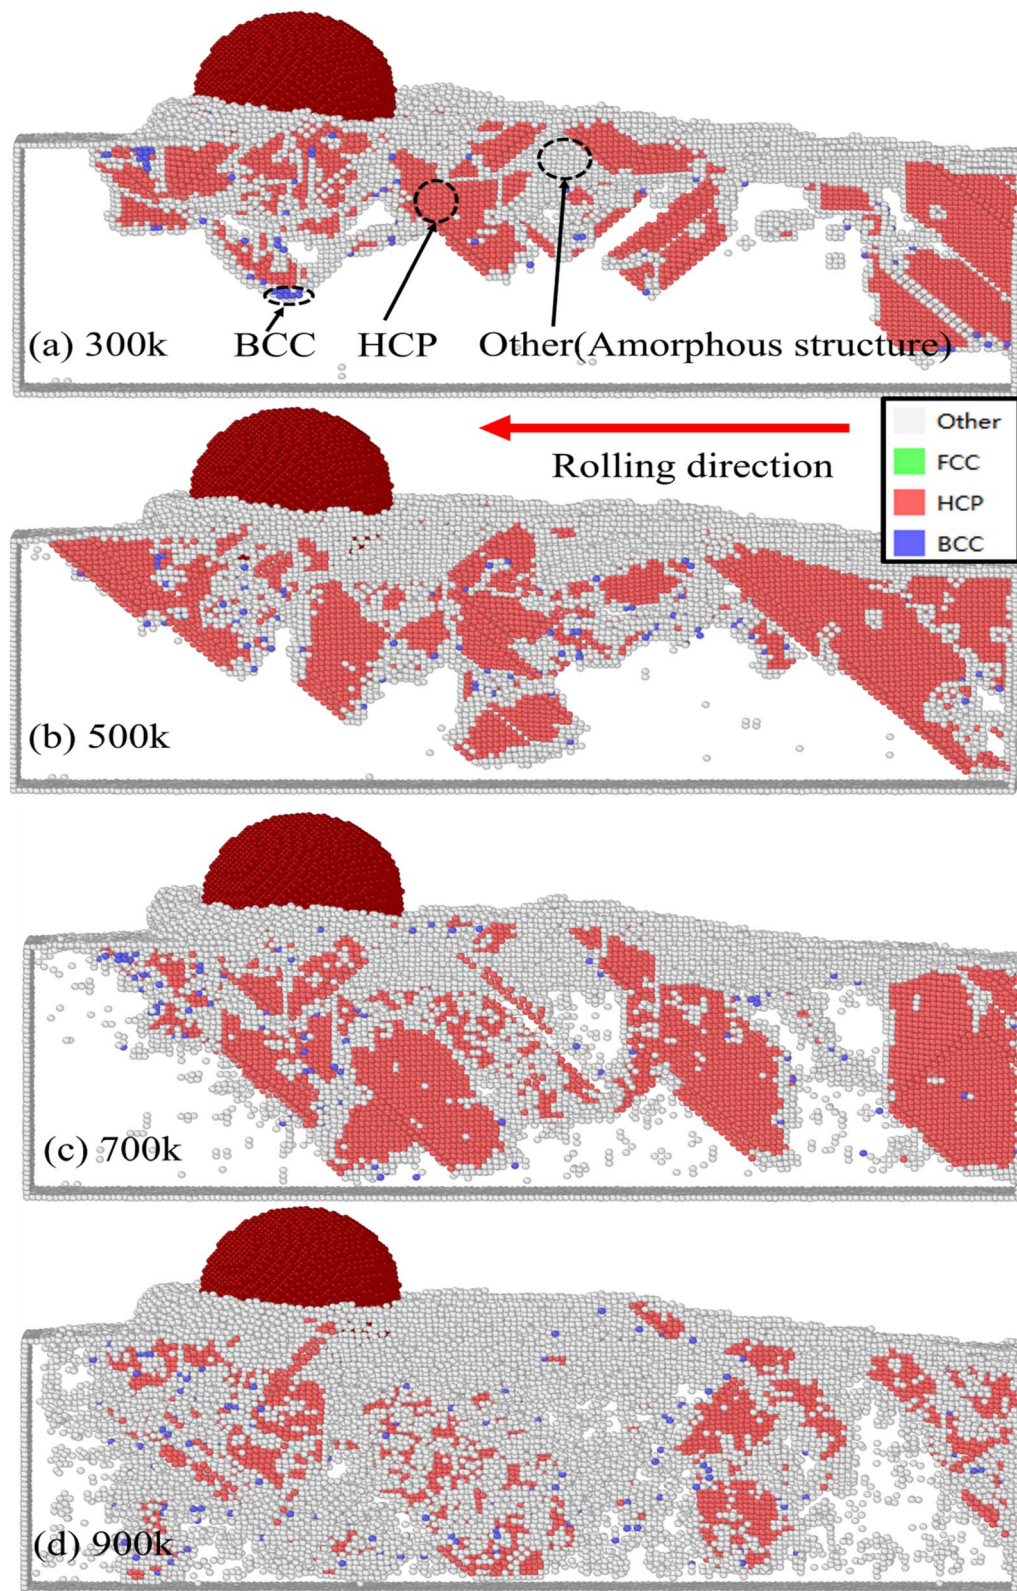 (a) 300k
BCC
HCP
Other(Amorphous structure)
Rolling direction
Other
FCC
HCP
BCC
(b) 500k
(c) 700k
(d) 900k